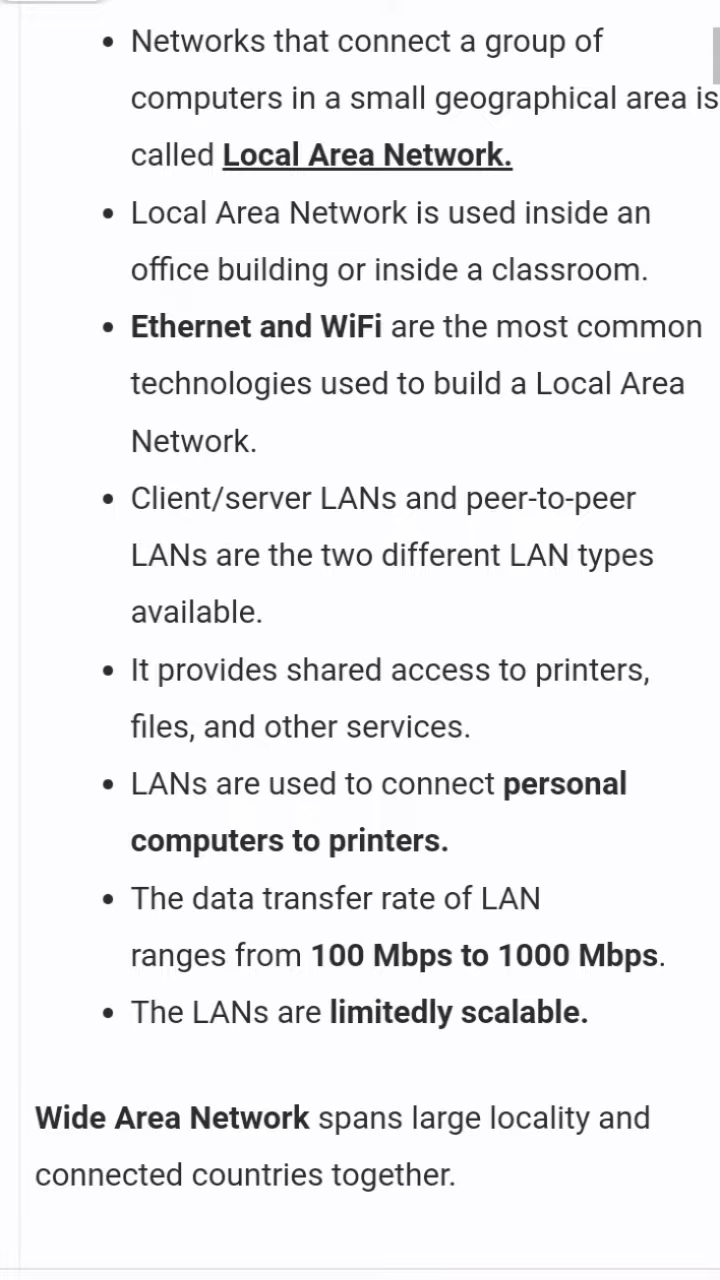 Networks that connect a group of
computers in a small geographical area is
called Local Area Network.
Local Area Network is used inside an
office building or inside a classroom.
Ethernet and WiFi are the most common
technologies used to build a Local Area
Network.
Client/server LANs and peer-to-peer
LANs are the two different LAN types
available.
It provides shared access to printers,
files, and other services.
LANs are used to connect personal
computers to printers.
The data transfer rate of LAN
ranges from 100 Mbps to 1000 Mbps.
The LANs are limitedly scalable.
Wide Area Network spans large locality and
connected countries together.